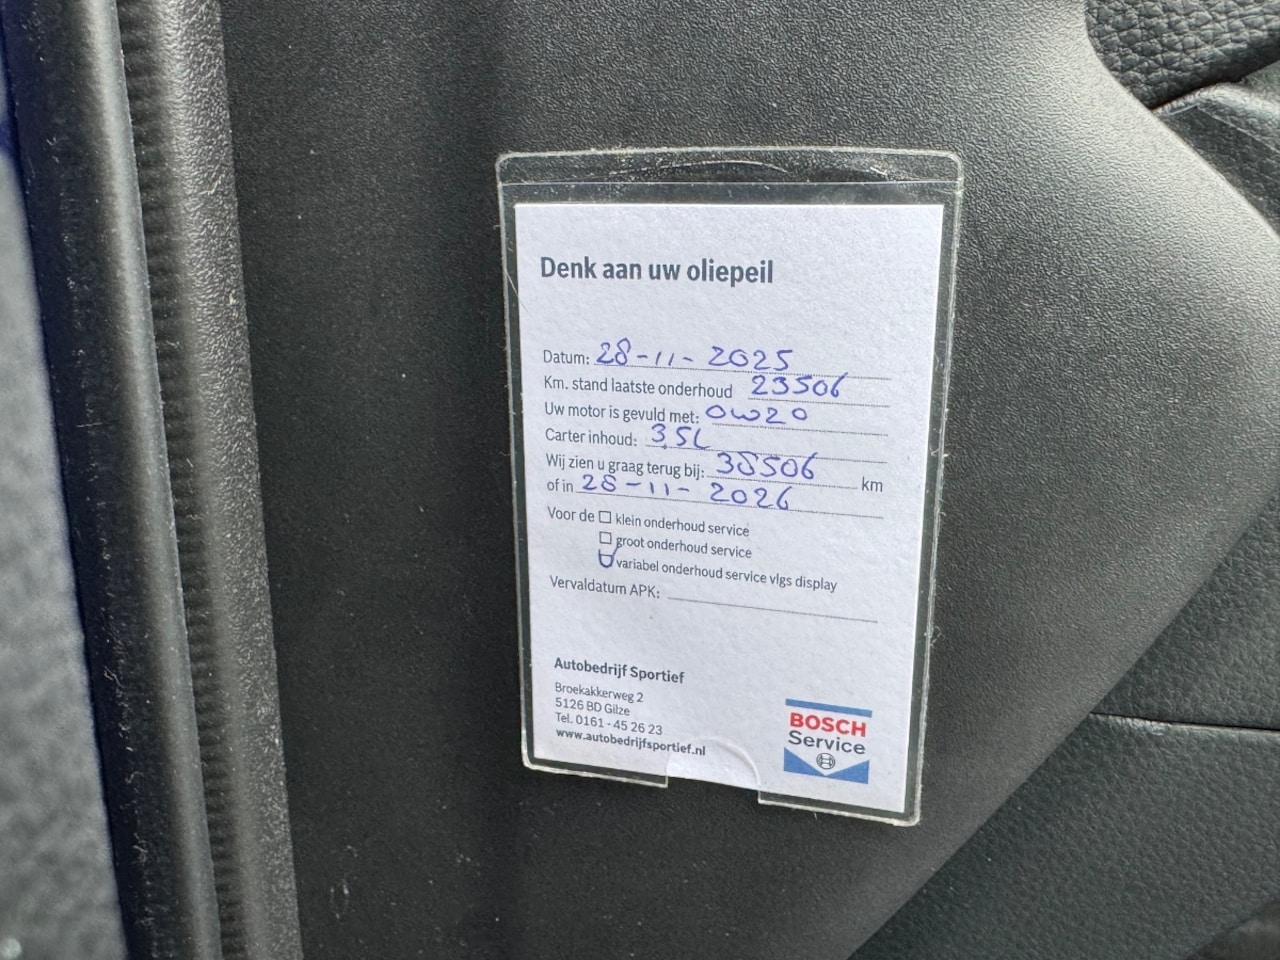 Denk aan uw oliepeil
Datum: 28-11-2025
Km. stand laatste onderhoud 23506
Uw motor is gevuld met: 0W20
Carter inhoud: 3,5L
Wij zien u graag terug bij: 38506 km
of in 28-11-2026
Voor de klein onderhoud service
groot onderhoud service
variabel onderhoud service vlgs display
Vervaldatum APK:
Autobedrijf Sportief
Broekakkerweg 2
5126 BD Gilze
Tel. 0161 - 45 26 23
www.autobedrijfsportief.nl
BOSCH
Service